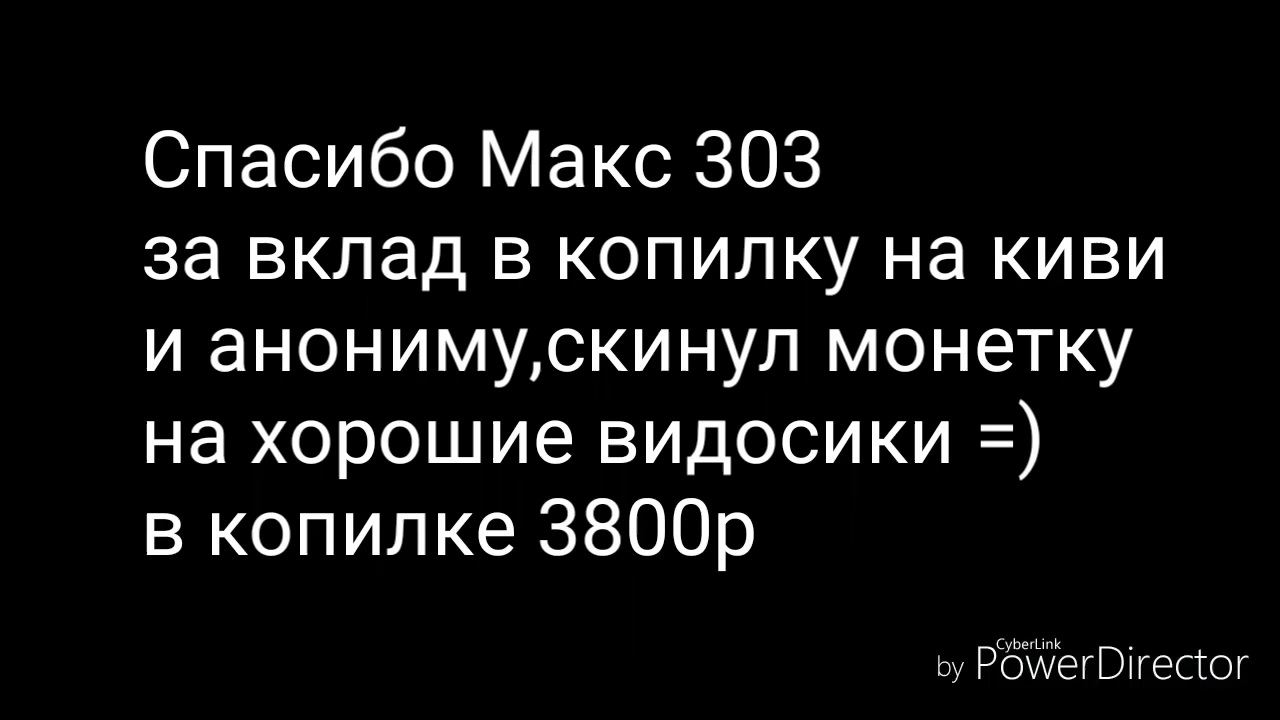 Спасибо Макс 303
за вклад в копилку на киви
и анониму,скинул монетку
на хорошие видосики =)
в копилке 3800р
CyberLink
by PowerDirector